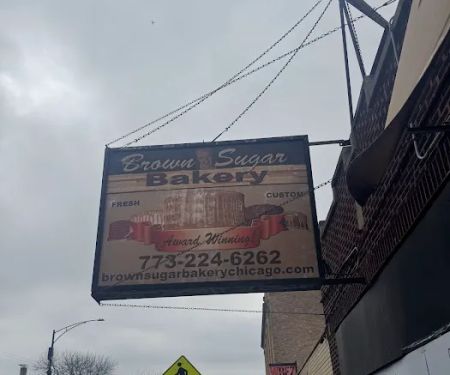 Brown Sugar
Bakery
FRESH
CUSTOM
Award Winning!
773-224-6262
brownsugarbakerychicago.com